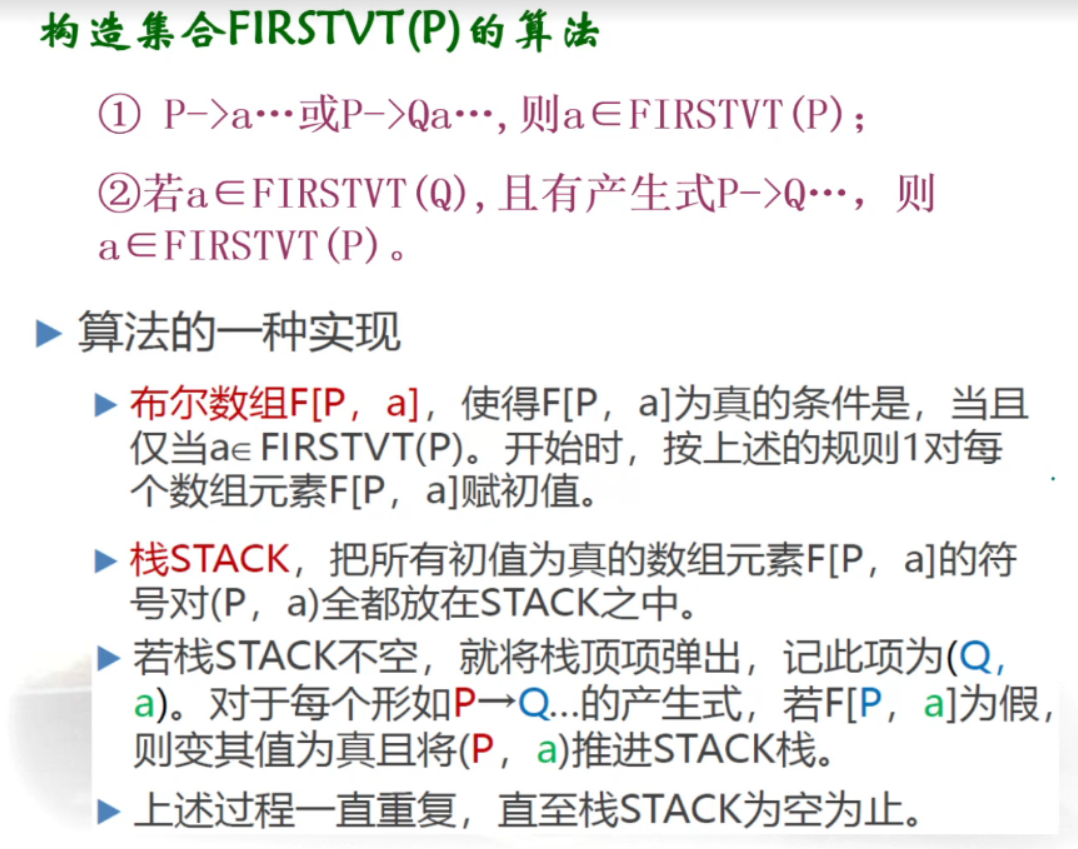 构造集合FIRSTVT(P)的算法
① P->a…或P->Qa…,则a∈FIRSTVT(P);
②若a∈FIRSTVT(Q),且有产生式P->Q…，则
a∈FIRSTVT(P)。
▶ 算法的一种实现
▶ 布尔数组F[P，a]，使得F[P，a]为真的条件是，当且
仅当a∈FIRSTVT(P)。开始时，按上述的规则1对每
个数组元素F[P，a]赋初值。
▶ 栈STACK，把所有初值为真的数组元素F[P，a]的符
号对(P，a)全都放在STACK之中。
▶ 若栈STACK不空，就将栈顶项弹出，记此项为(Q,
a)。对于每个形如P→Q...的产生式，若F[P，a]为假，
则变其值为真且将(P，a)推进STACK栈。
▶ 上述过程一直重复，直至栈STACK为空为止。